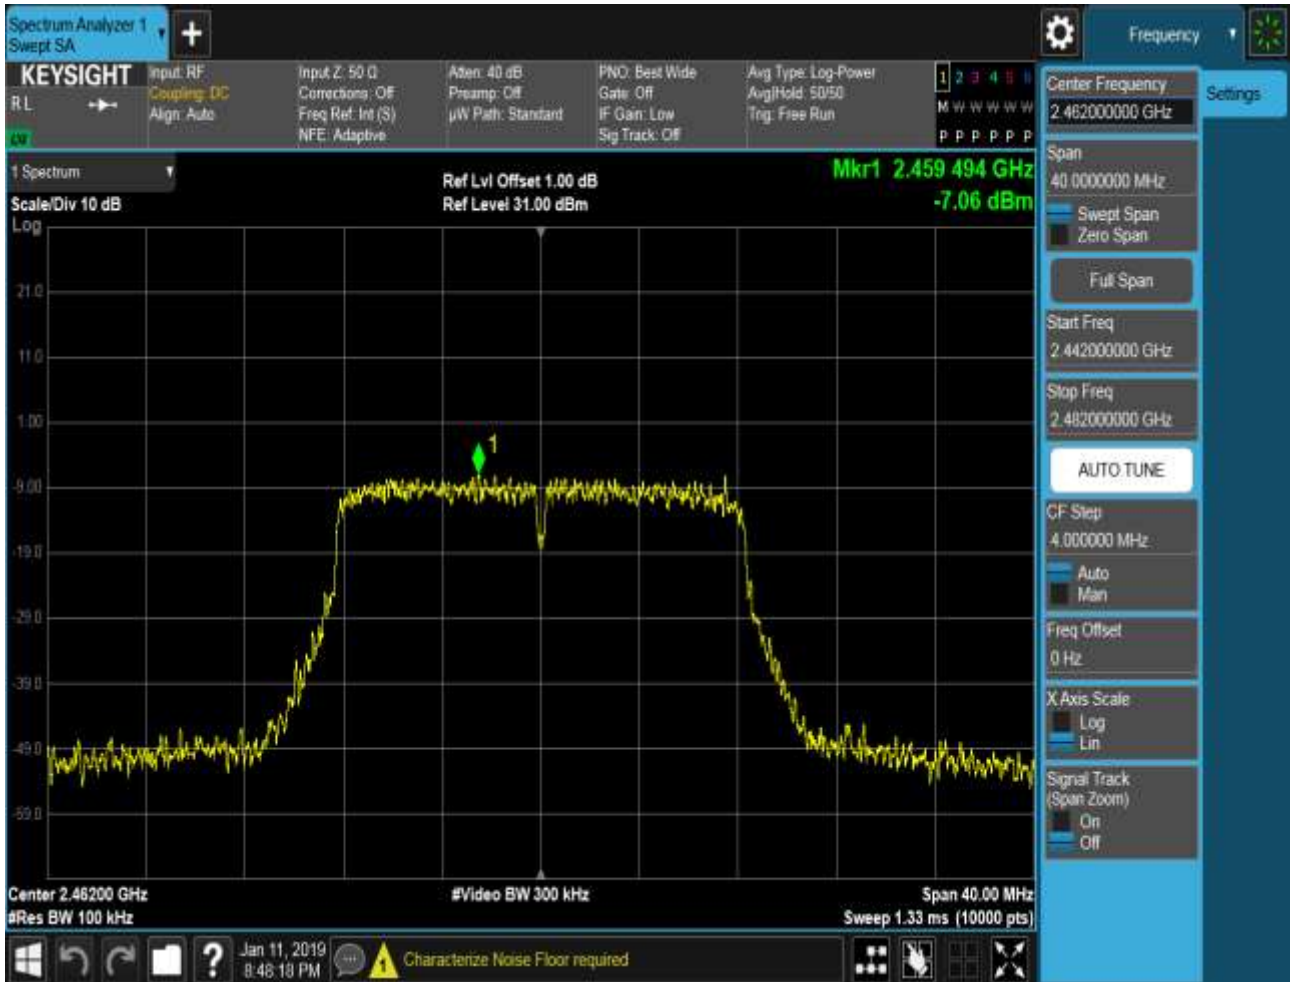 Spectrum Analyzer 1
Swept SA
Frequency
KEYSIGHT
R L
Input: RF
Coupling: DC
Align: Auto
Input Z: 50 Ω
Corrections: Off
Freq Ref: Int (S)
NFE: Adaptive
Atten: 40 dB
Preamp: Off
µW Path: Standard
PNO: Best Wide
Gate: Off
IF Gain: Low
Sig Track: Off
Avg Type: Log-Power
Avg|Hold: 50/50
Trig: Free Run
1 2 3 4 5 6
M W W W W W
P P P P P P
1 Spectrum
Scale/Div 10 dB
Log
Ref Lvl Offset 1.00 dB
Ref Level 31.00 dBm
Mkr1 2.459 494 GHz
-7.06 dBm
21.0
11.0
1.00
-9.00
-19.0
-29.0
-39.0
-49.0
-59.0
1
Center 2.46200 GHz
#Res BW 100 kHz
#Video BW 300 kHz
Span 40.00 MHz
Sweep 1.33 ms (10000 pts)
Center Frequency
2.462000000 GHz
Settings
Span
40.0000000 MHz
Swept Span
Zero Span
Full Span
Start Freq
2.442000000 GHz
Stop Freq
2.482000000 GHz
AUTO TUNE
CF Step
4.000000 MHz
Auto
Man
Freq Offset
0 Hz
X Axis Scale
Log
Lin
Signal Track
(Span Zoom)
On
Off
?
Jan 11, 2019
8:48:18 PM
1
Characterize Noise Floor required